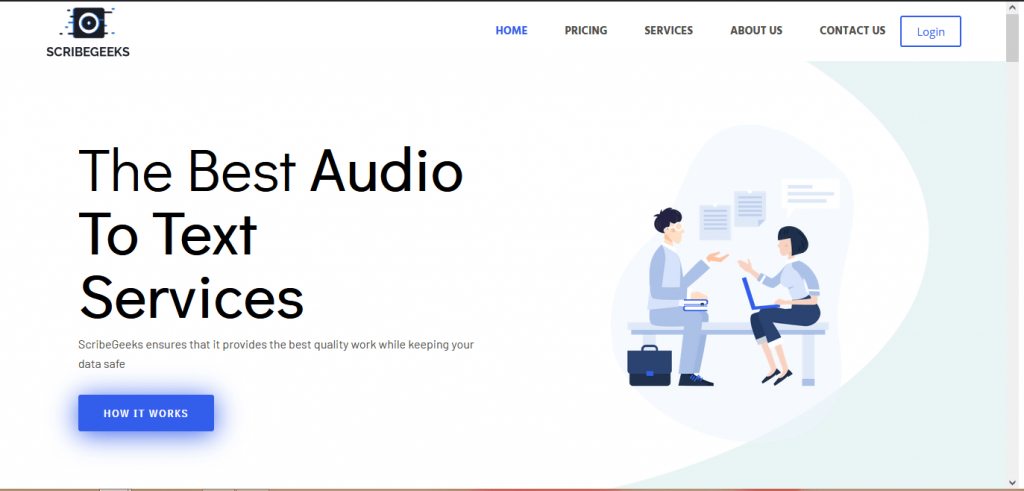 SCRIBEGEEKS
HOME PRICING SERVICES ABOUT US CONTACT US Login
The Best Audio
To Text
Services
ScribeGeeks ensures that it provides the best quality work while keeping your
data safe
HOW IT WORKS